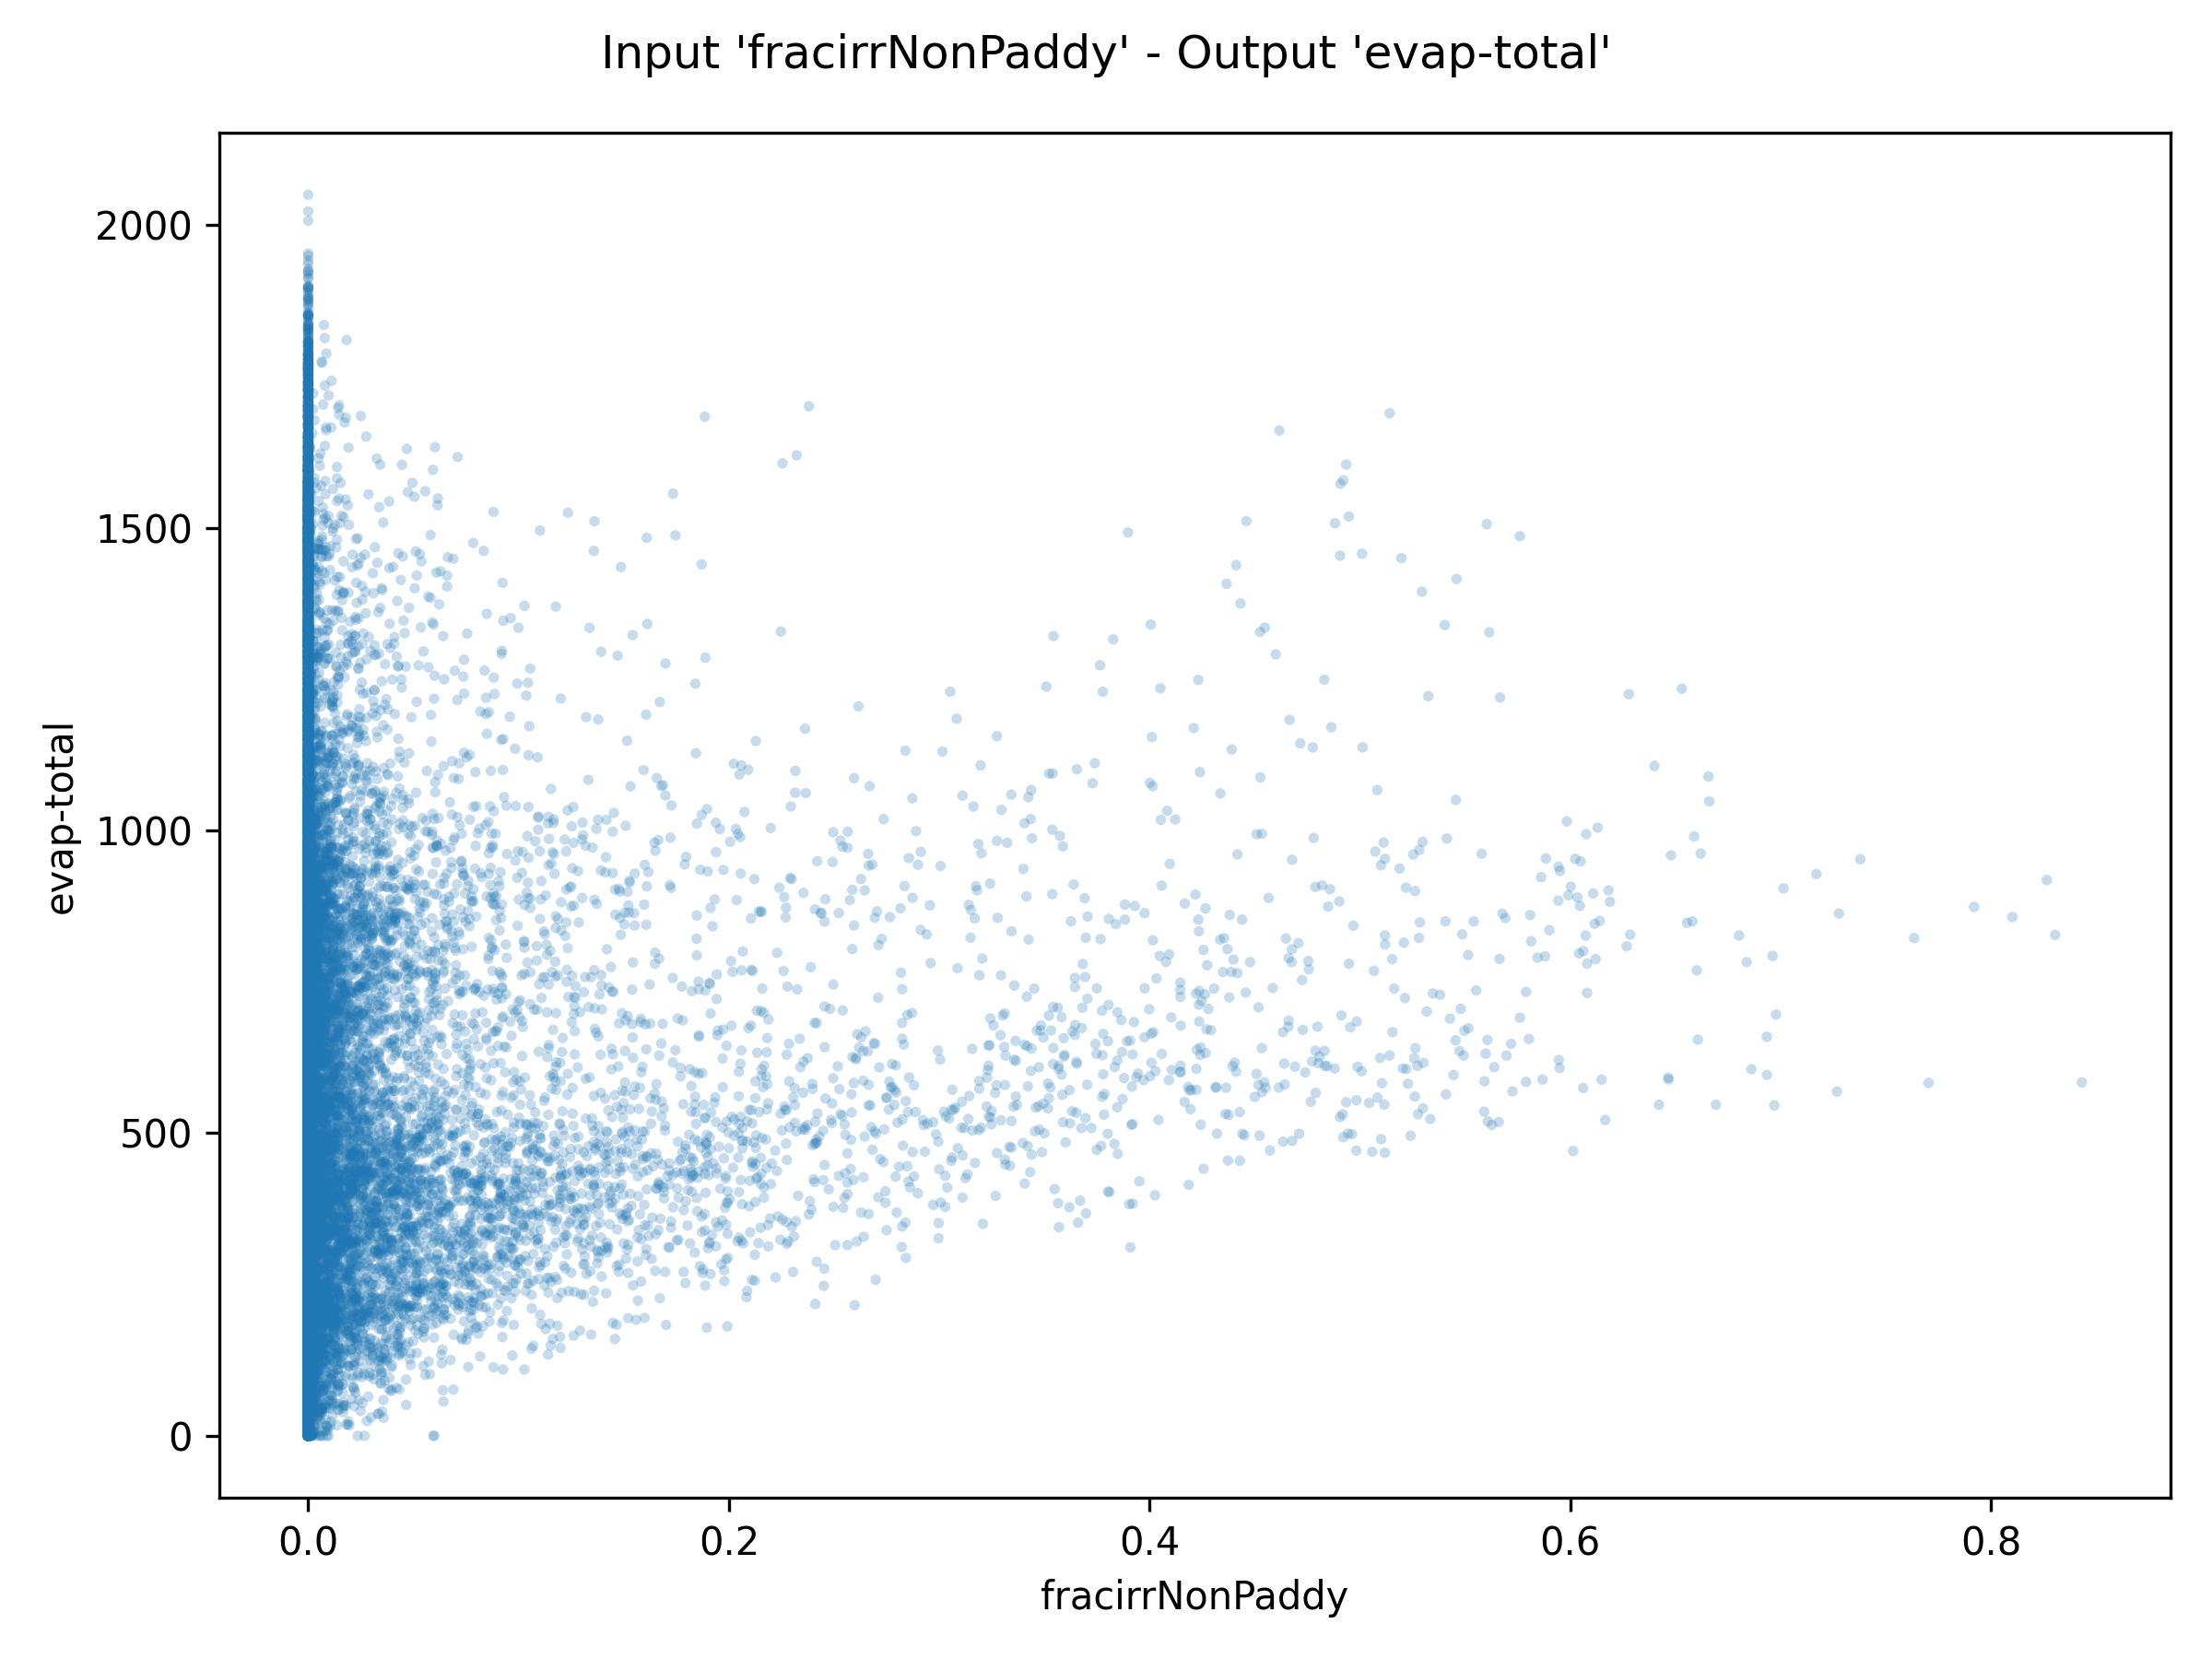 Input 'fracirrNonPaddy' - Output 'evap-total'
evap-total
2000
1500
1000
500
0
0.0 0.2 0.4 0.6 0.8
fracirrNonPaddy